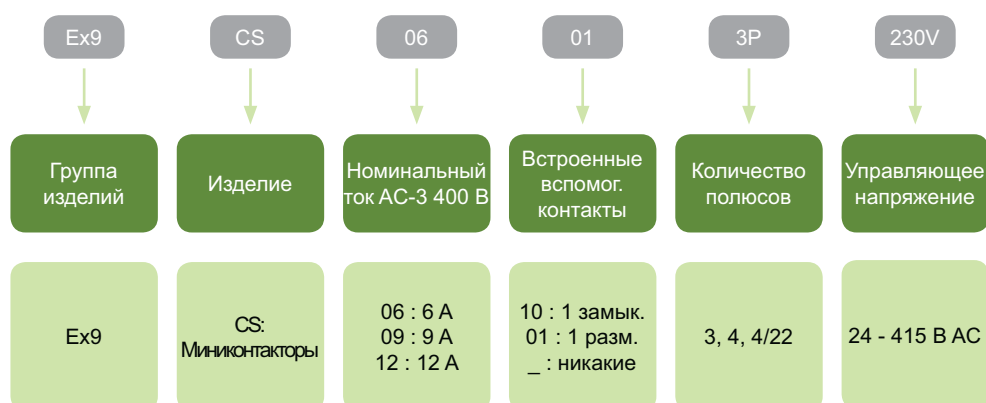 Ex9 CS 06 01 3P 230V
Группа изделий
Изделие
Номинальный ток AC-3 400 В
Встроенные вспомог. контакты
Количество полюсов
Управляющее напряжение
Ex9
CS:
Миниконтакторы
06 : 6 A
09 : 9 A
12 : 12 A
10 : 1 замык.
01 : 1 разм.
_ : никакие
3, 4, 4/22
24 - 415 В AC